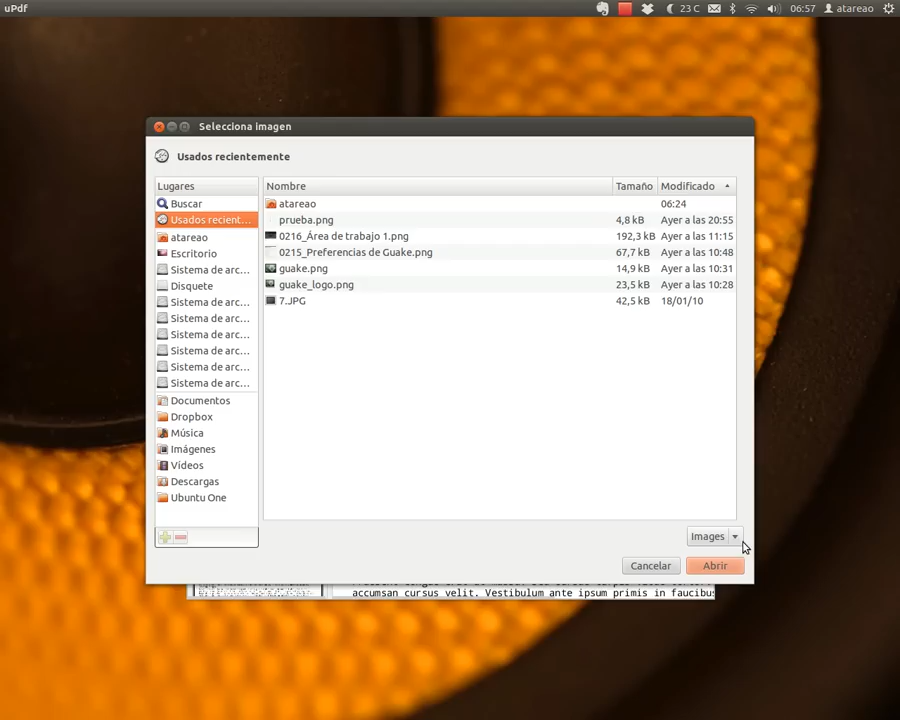 uPdf
23 C
06:57
atareao
Selecciona imagen
Usados recientemente
Lugares
Nombre
Tamaño
Modificado
Buscar
Usados recient...
atareao
Escritorio
Sistema de arc...
Disquete
Sistema de arc...
Sistema de arc...
Sistema de arc...
Sistema de arc...
Sistema de arc...
Sistema de arc...
Documentos
Dropbox
Música
Imágenes
Vídeos
Descargas
Ubuntu One
atareao 06:24
prueba.png 4,8 kB Ayer a las 20:55
0216_Área de trabajo 1.png 192,3 kB Ayer a las 11:15
0215_Preferencias de Guake.png 67,7 kB Ayer a las 10:48
guake.png 14,9 kB Ayer a las 10:31
guake_logo.png 23,5 kB Ayer a las 10:28
7.JPG 42,5 kB 18/01/10
Images
Cancelar
Abrir
accumsan cursus velit. Vestibulum ante ipsum primis in faucibus